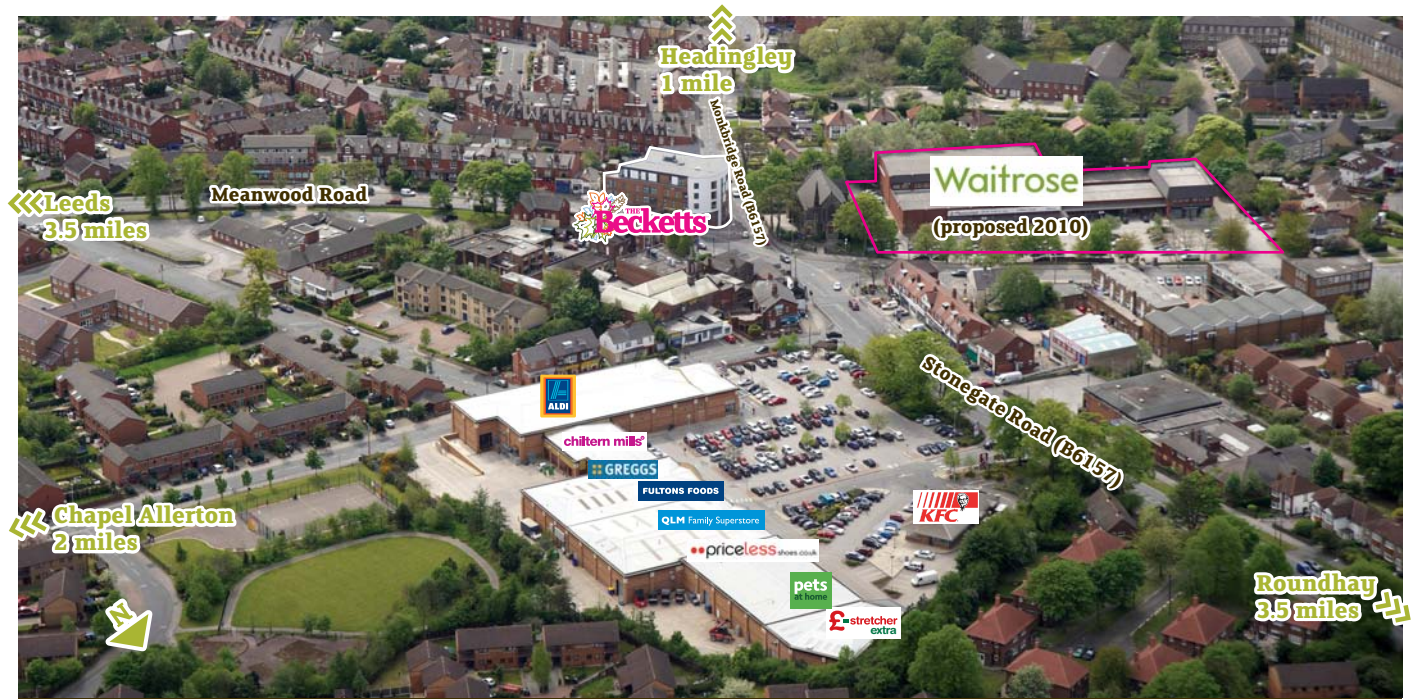 Headingley
1 mile
Monkbridge Road (B6157)
Meanwood Road
Leeds
3.5 miles
THE
Becketts
Waitrose
(proposed 2010)
Stonegate Road (B6157)
ALDI
chiltern mills
GREGGS
FULTONS FOODS
QLM Family Superstore
KFC
pricelessshoes.co.uk
Chapel Allerton
2 miles
pets
at home
£-stretcher
extra
Roundhay
3.5 miles
N